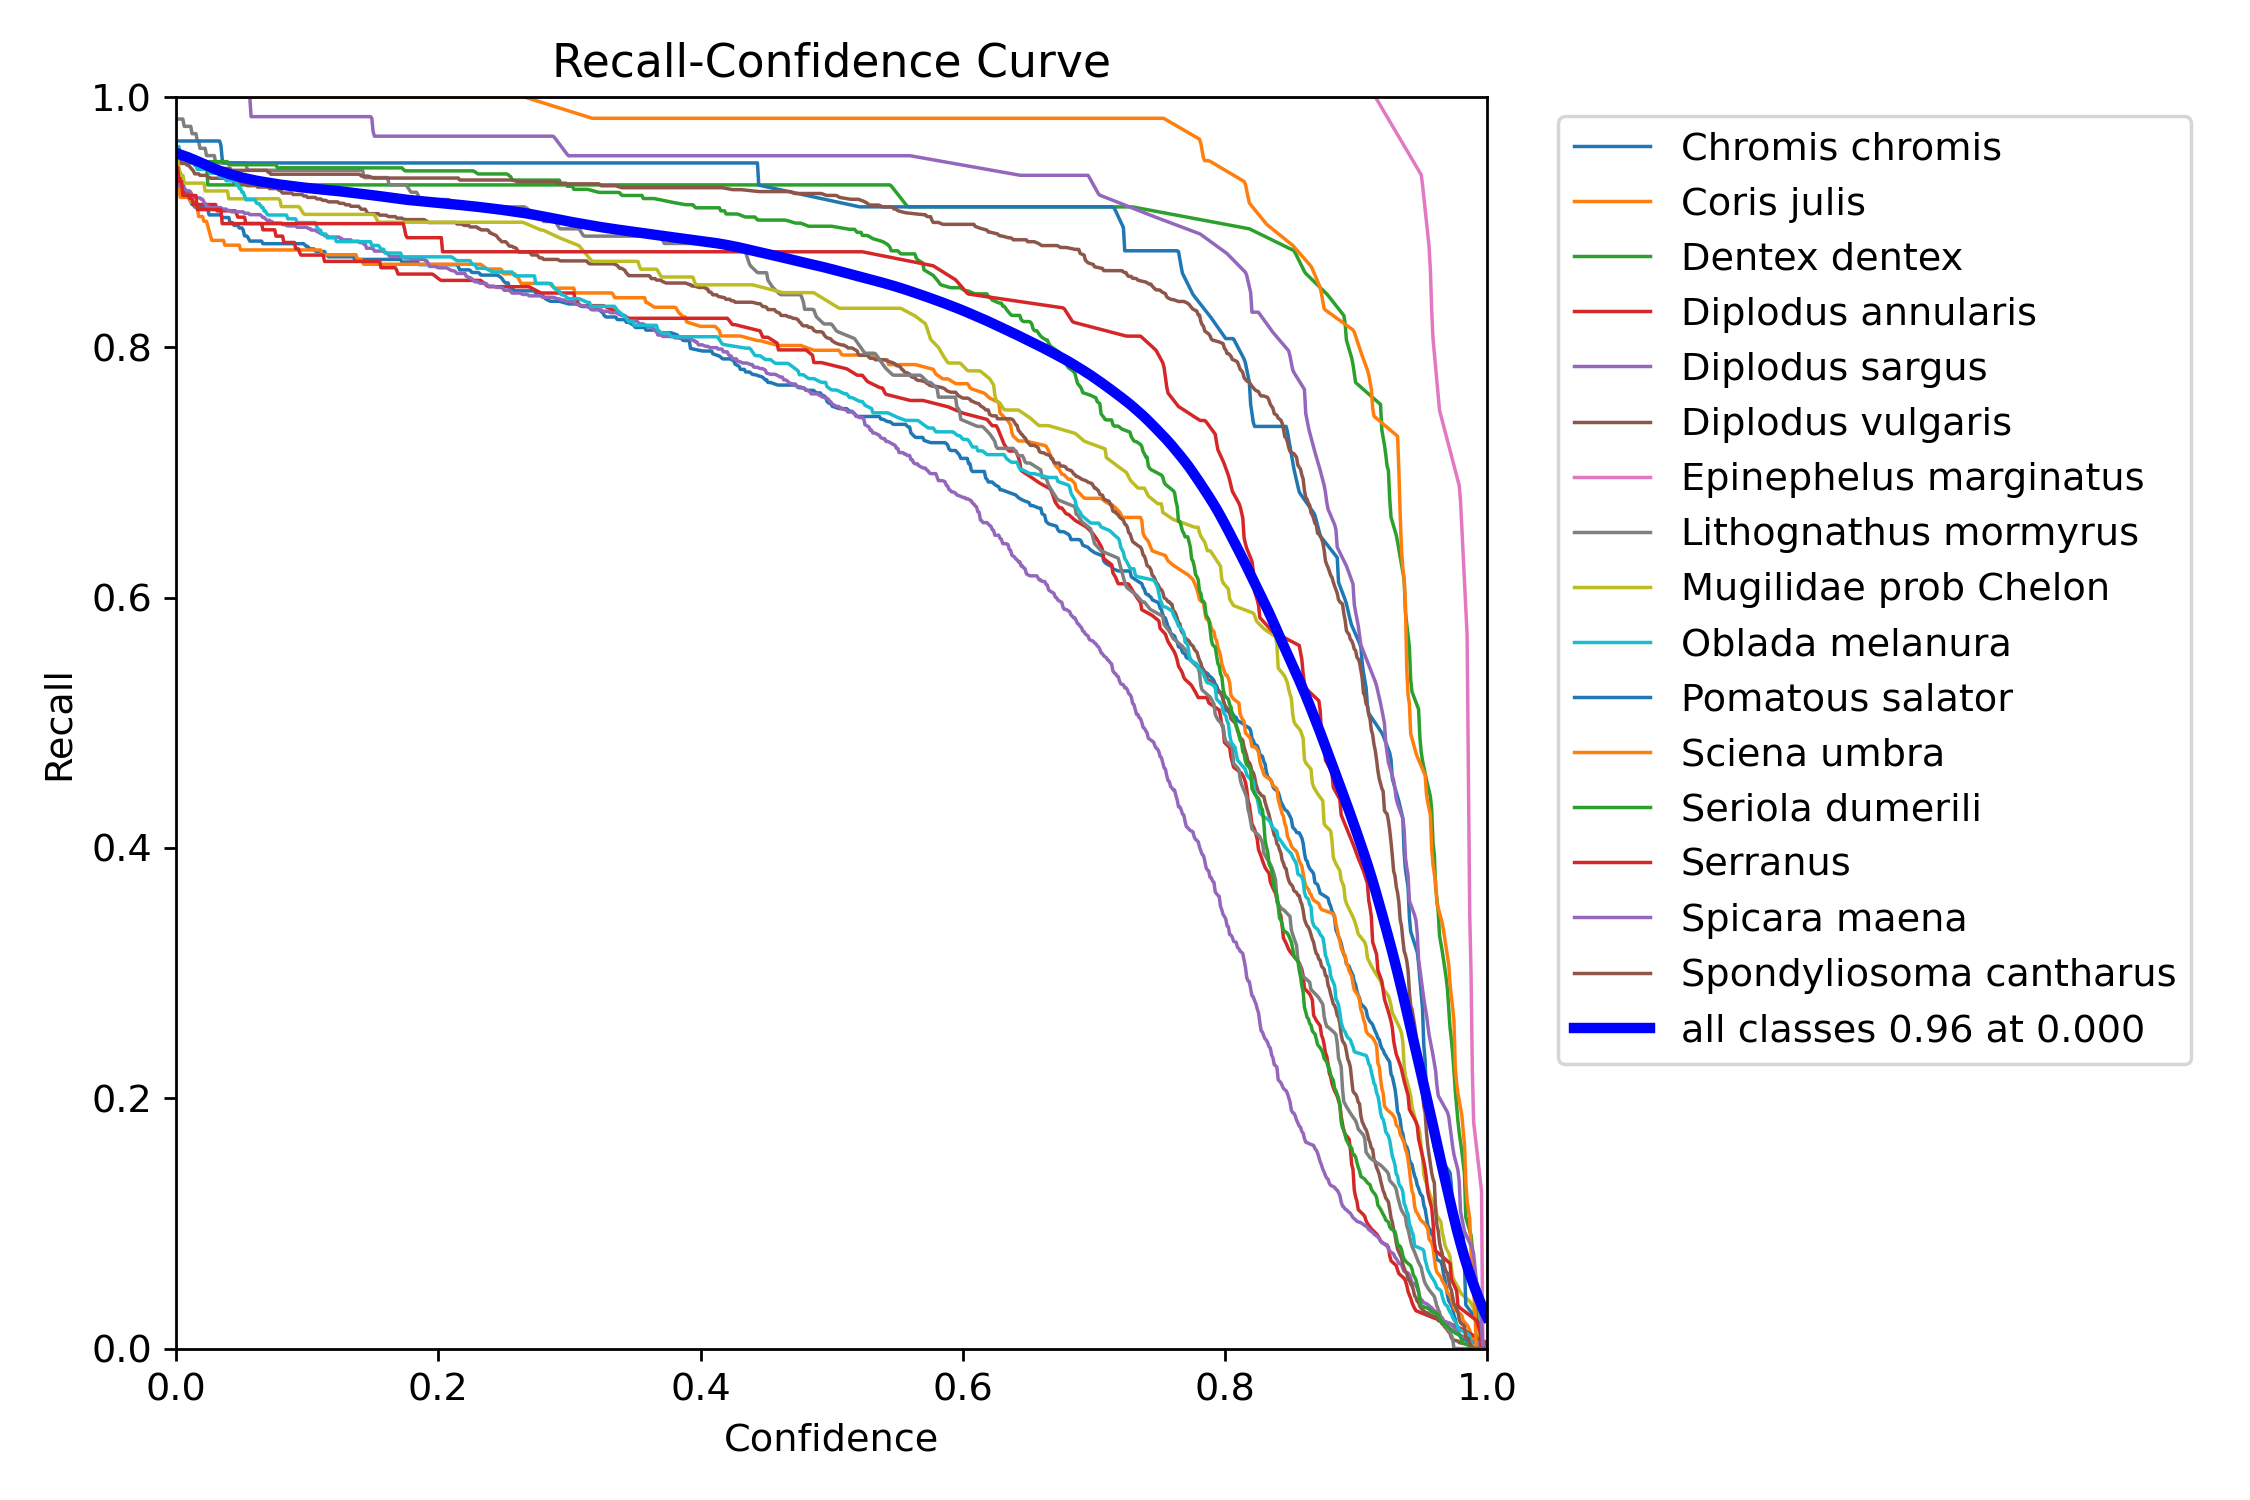 Recall-Confidence Curve
1.0
0.8
0.6
0.4
0.2
0.0
Recall
0.0 0.2 0.4 0.6 0.8 1.0
Confidence
Chromis chromis
Coris julis
Dentex dentex
Diplodus annularis
Diplodus sargus
Diplodus vulgaris
Epinephelus marginatus
Lithognathus mormyrus
Mugilidae prob Chelon
Oblada melanura
Pomatous salator
Sciena umbra
Seriola dumerili
Serranus
Spicara maena
Spondyliosoma cantharus
all classes 0.96 at 0.000